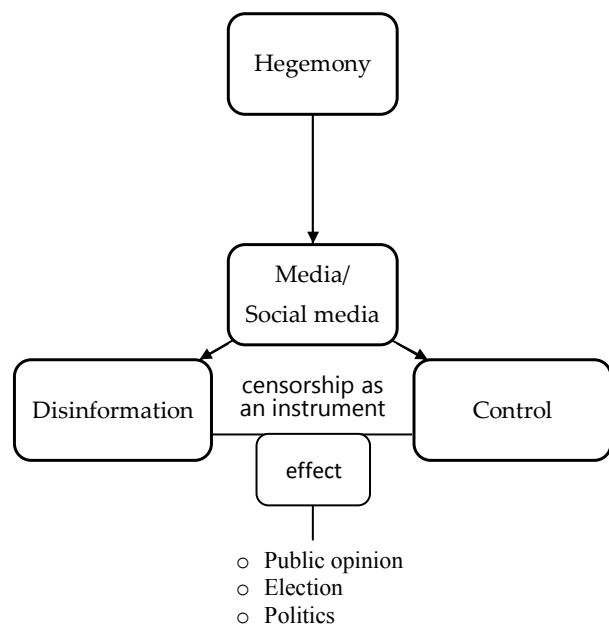 Hegemony
Media/
Social media
Disinformation
censorship as
an instrument
Control
effect
o Public opinion
o Election
o Politics